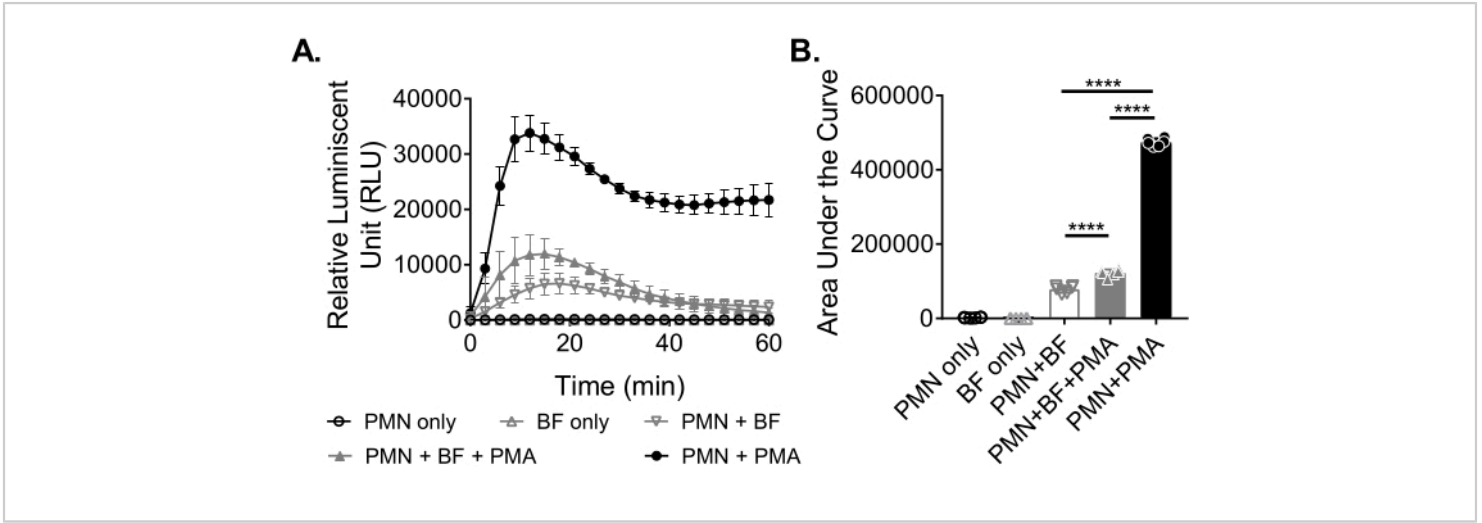 A.
Relative Luminiscent
Unit (RLU)
40000
30000
20000
10000
0
0 20 40 60
Time (min)
PMN only BF only PMN + BF
PMN + BF + PMA PMN + PMA
B.
Area Under the Curve
600000
400000
200000
0
****
****
****
PMN only
BF only
PMN+BF
PMN+BF+PMA
PMN+PMA